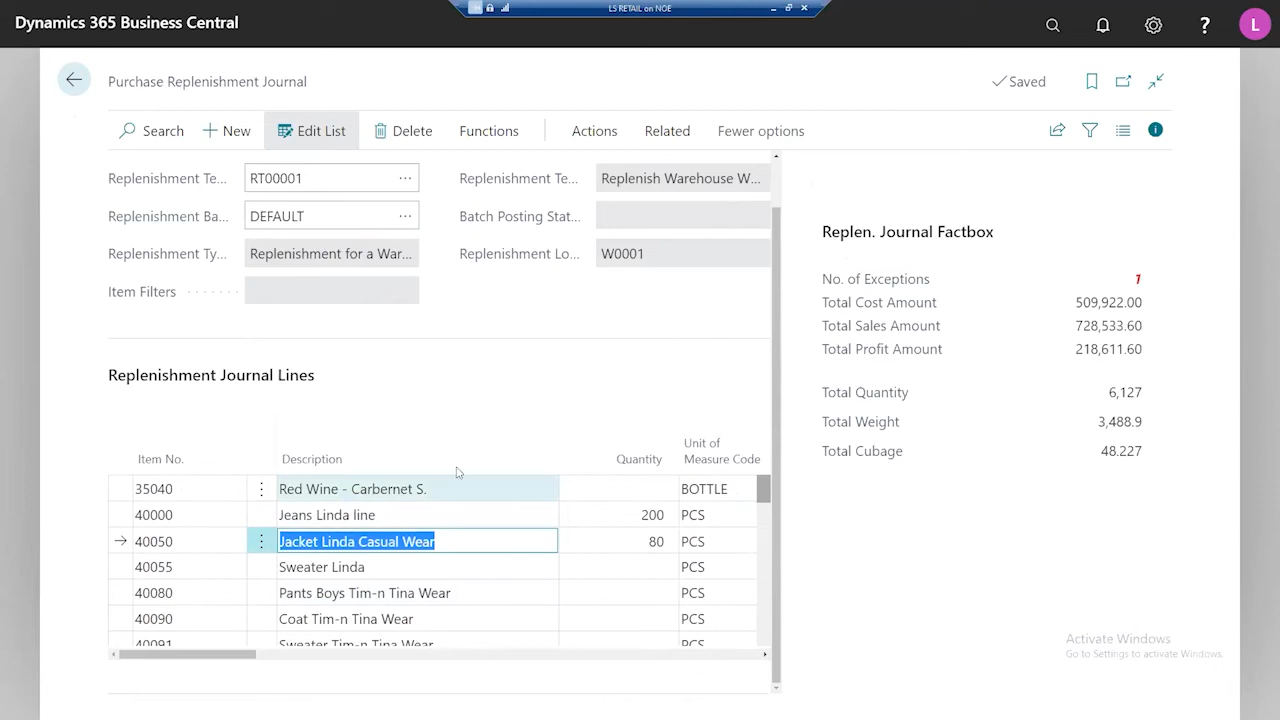 LS RETAIL on NOE
Dynamics 365 Business Central
L
Purchase Replenishment Journal
Saved
Search
New
Edit List
Delete
Functions
Actions
Related
Fewer options
Replenishment Te...
RT00001
Replenishment Te...
Replenish Warehouse W...
Replenishment Ba...
DEFAULT
Batch Posting Stat...
Replenishment Ty...
Replenishment for a War...
Replenishment Lo...
W0001
Item Filters
Replen. Journal Factbox
No. of Exceptions 1
Total Cost Amount 509,922.00
Total Sales Amount 728,533.60
Total Profit Amount 218,611.60
Total Quantity 6,127
Total Weight 3,488.9
Total Cubage 48.227
Replenishment Journal Lines
Item No. Description Quantity Unit of Measure Code
35040 Red Wine - Carbernet S. BOTTLE
40000 Jeans Linda line 200 PCS
40050 Jacket Linda Casual Wear 80 PCS
40055 Sweater Linda PCS
40080 Pants Boys Tim-n Tina Wear PCS
40090 Coat Tim-n Tina Wear PCS
40091 Sweater Tim-n Tina Wear PCS
Activate Windows
Go to Settings to activate Windows.